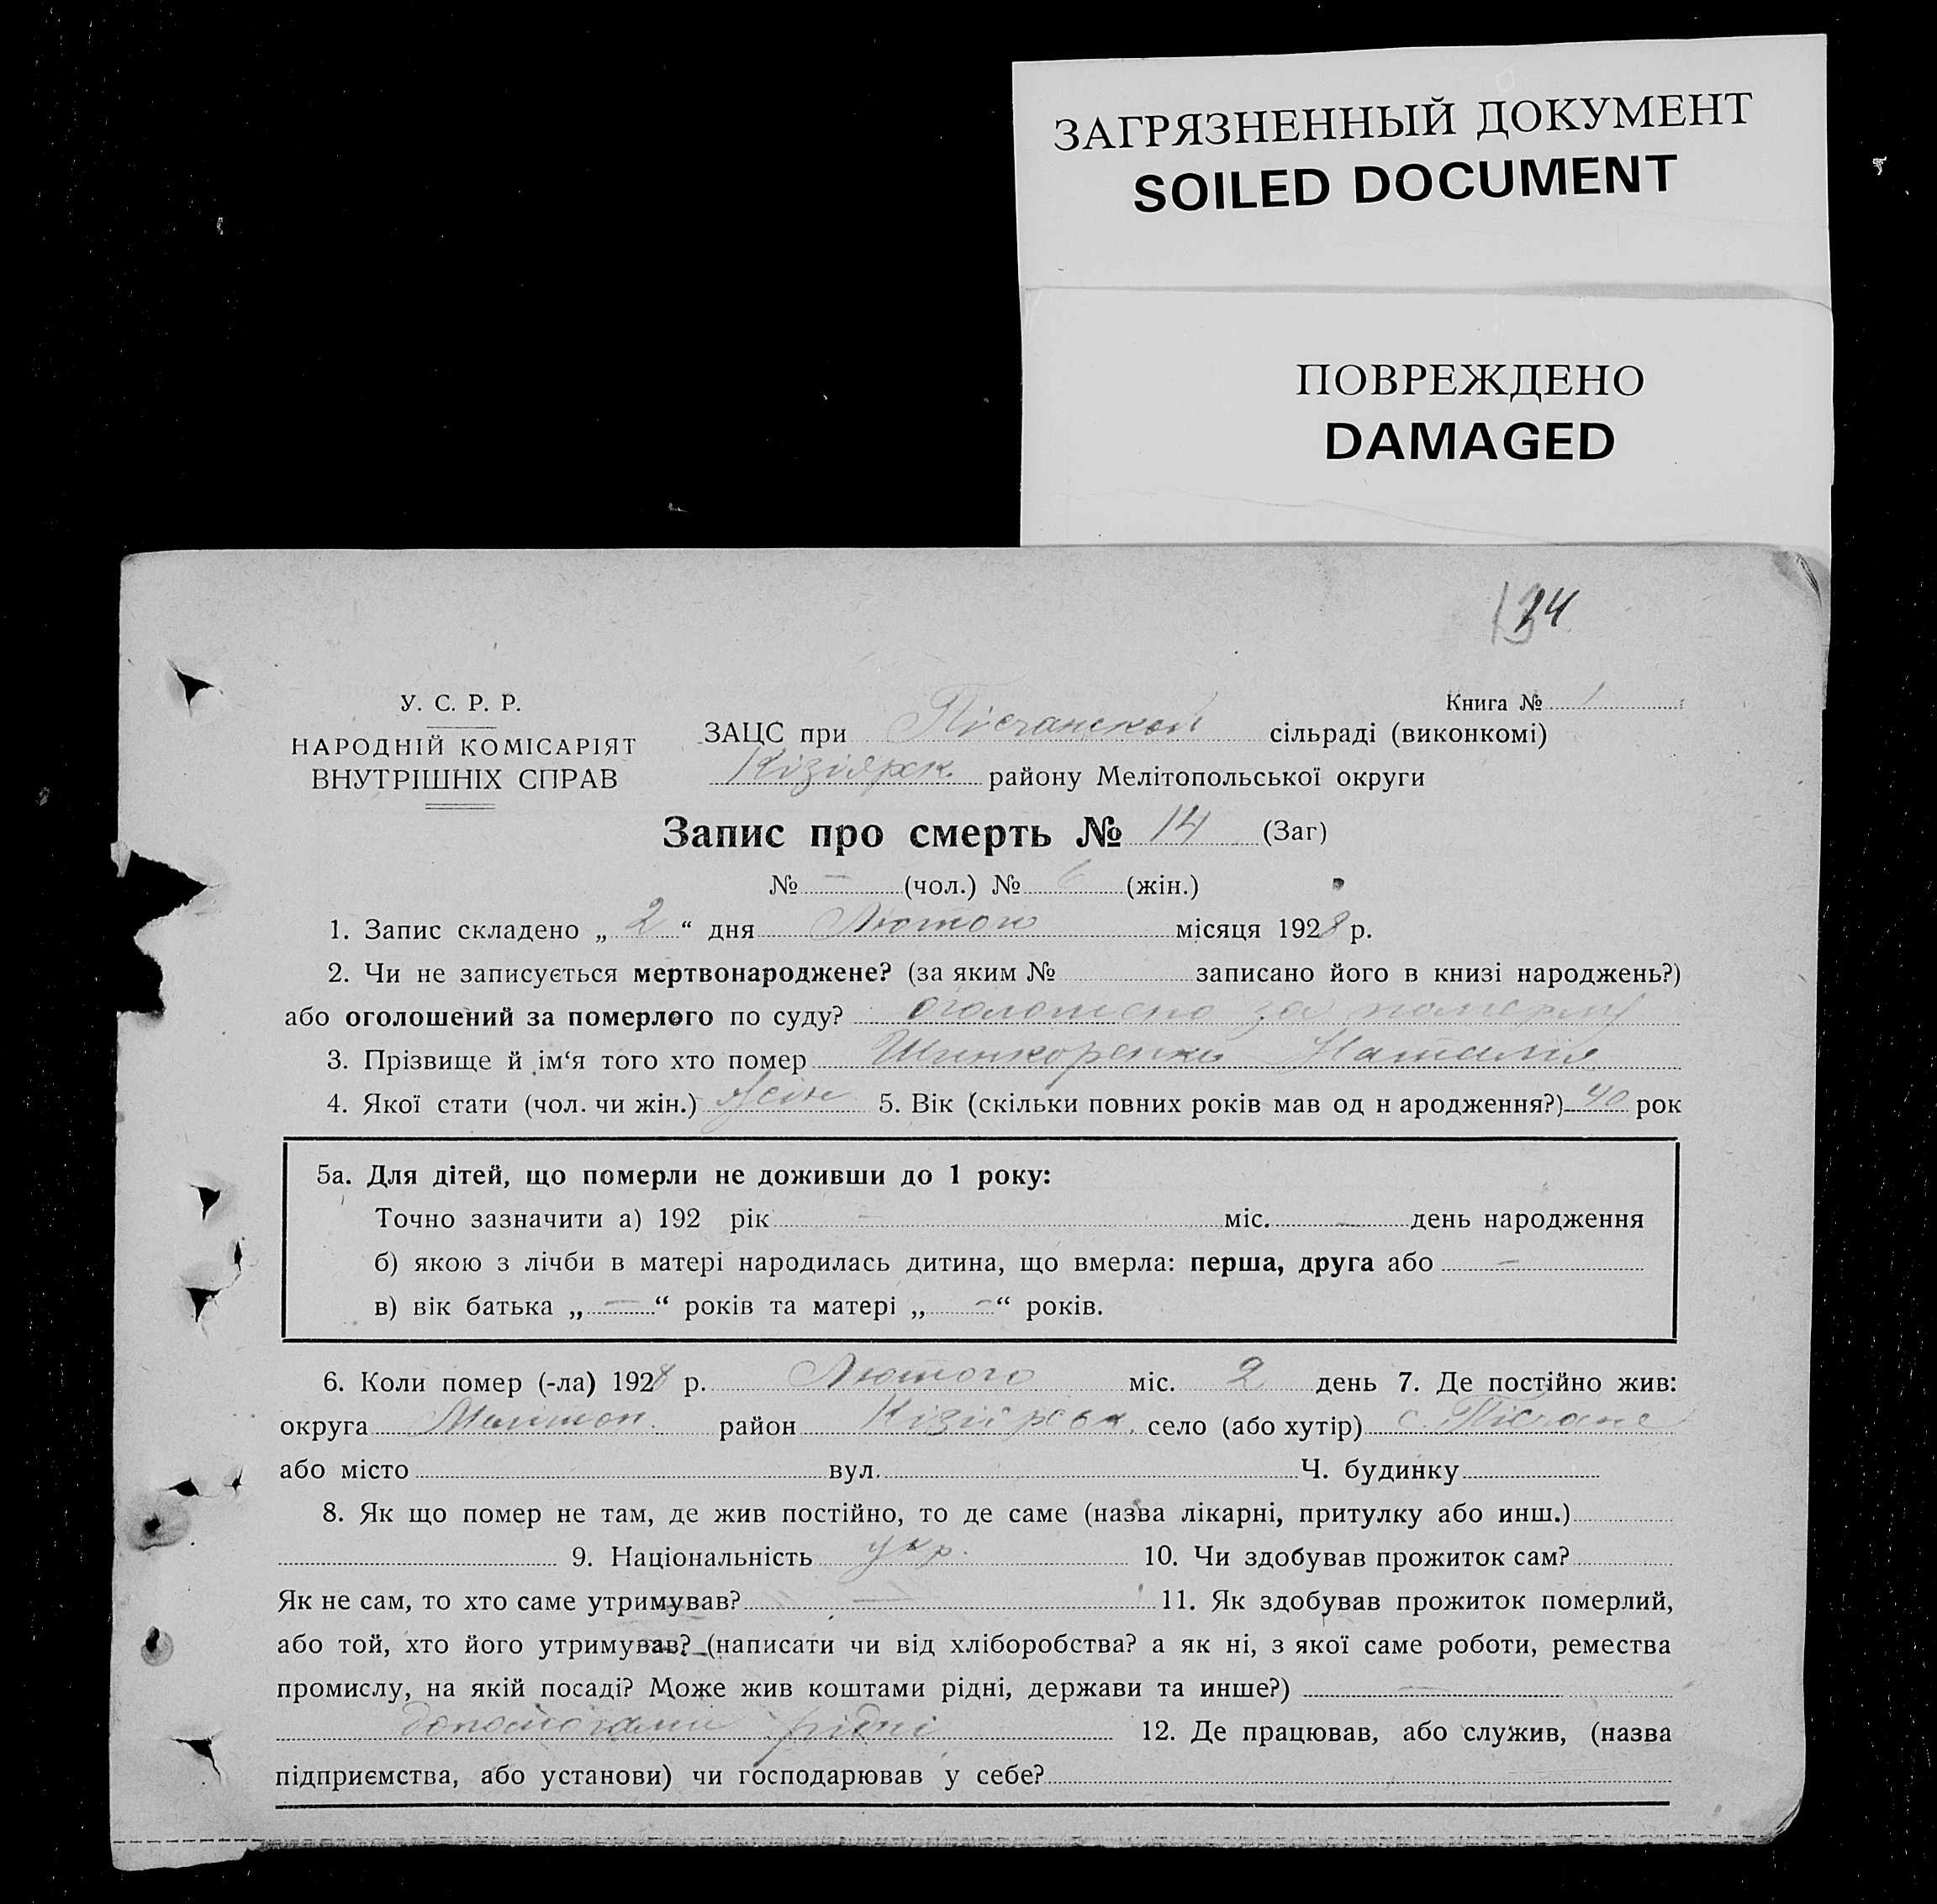 ЗАГРЯЗНЕННЫЙ ДОКУМЕНТ
SOILED DOCUMENT
ПОВРЕЖДЕНО
DAMAGED
У. С. Р. Р.
НАРОДНІЙ КОМІСАРІЯТ
ВНУТРІШНІХ СПРАВ
Книга № 1
ЗАЦС при Пісчанской сільраді (виконкомі)
Кізіярк. району Мелітопольської округи
Запис про смерть № 14 (Заг)
№ — (чол.) № 6 (жін.)
1. Запис складено „ 2 “ дня місяця 1928 р.
2. Чи не записується мертвонароджене? (за яким № записано його в книзі народжень?)
або оголошений за померлого по суду? оголошено за
3. Прізвище й ім‘я того хто помер Шинкоренко Наталія
4. Якої стати (чол. чи жін.) жін 5. Вік (скільки повних років мав од н ародження?) 40 рок
5а. Для дітей, що померли не доживши до 1 року:
Точно зазначити а) 192 рік — міс. — день народження
б) якою з лічби в матері народилась дитина, що вмерла: перша, друга або —
в) вік батька „ — “ років та матері „ — “ років.
6. Коли помер (-ла) 1928 р. Лютого міс. 2 день 7. Де постійно жив:
округа Мелітоп. район село (або хутір) с. Пісчане
або місто вул. Ч. будинку
8. Як що помер не там, де жив постійно, то де саме (назва лікарні, притулку або инш.)
9. Національність укр. 10. Чи здобував прожиток сам?
Як не сам, то хто саме утримував? — 11. Як здобував прожиток померлий,
або той, хто його утримував? (написати чи від хліборобства? а як ні, з якої саме роботи, ремества
промислу, на якій посаді? Може жив коштами рідні, держави та инше?) —
допомогами рідні 12. Де працював, або служив, (назва
підприємства, або установи) чи господарював у себе?